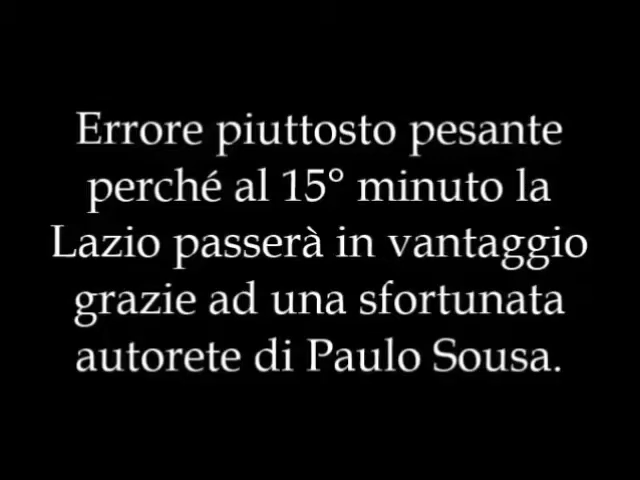 Errore piuttosto pesante
perché al 15° minuto la
Lazio passerà in vantaggio
grazie ad una sfortunata
autorete di Paulo Sousa.